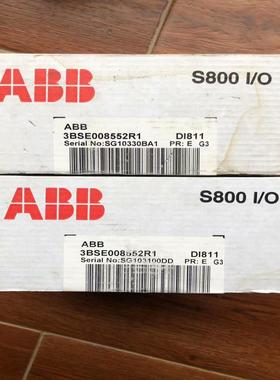 ABB
S800 I/O
ABB
3BSE008552R1 DI811
Serial No:SG10330BA1 PR: E G3
ABB
S800 I/O
ABB
3BSE008552R1 DI811
Serial No:SG103100DD PR: E G3